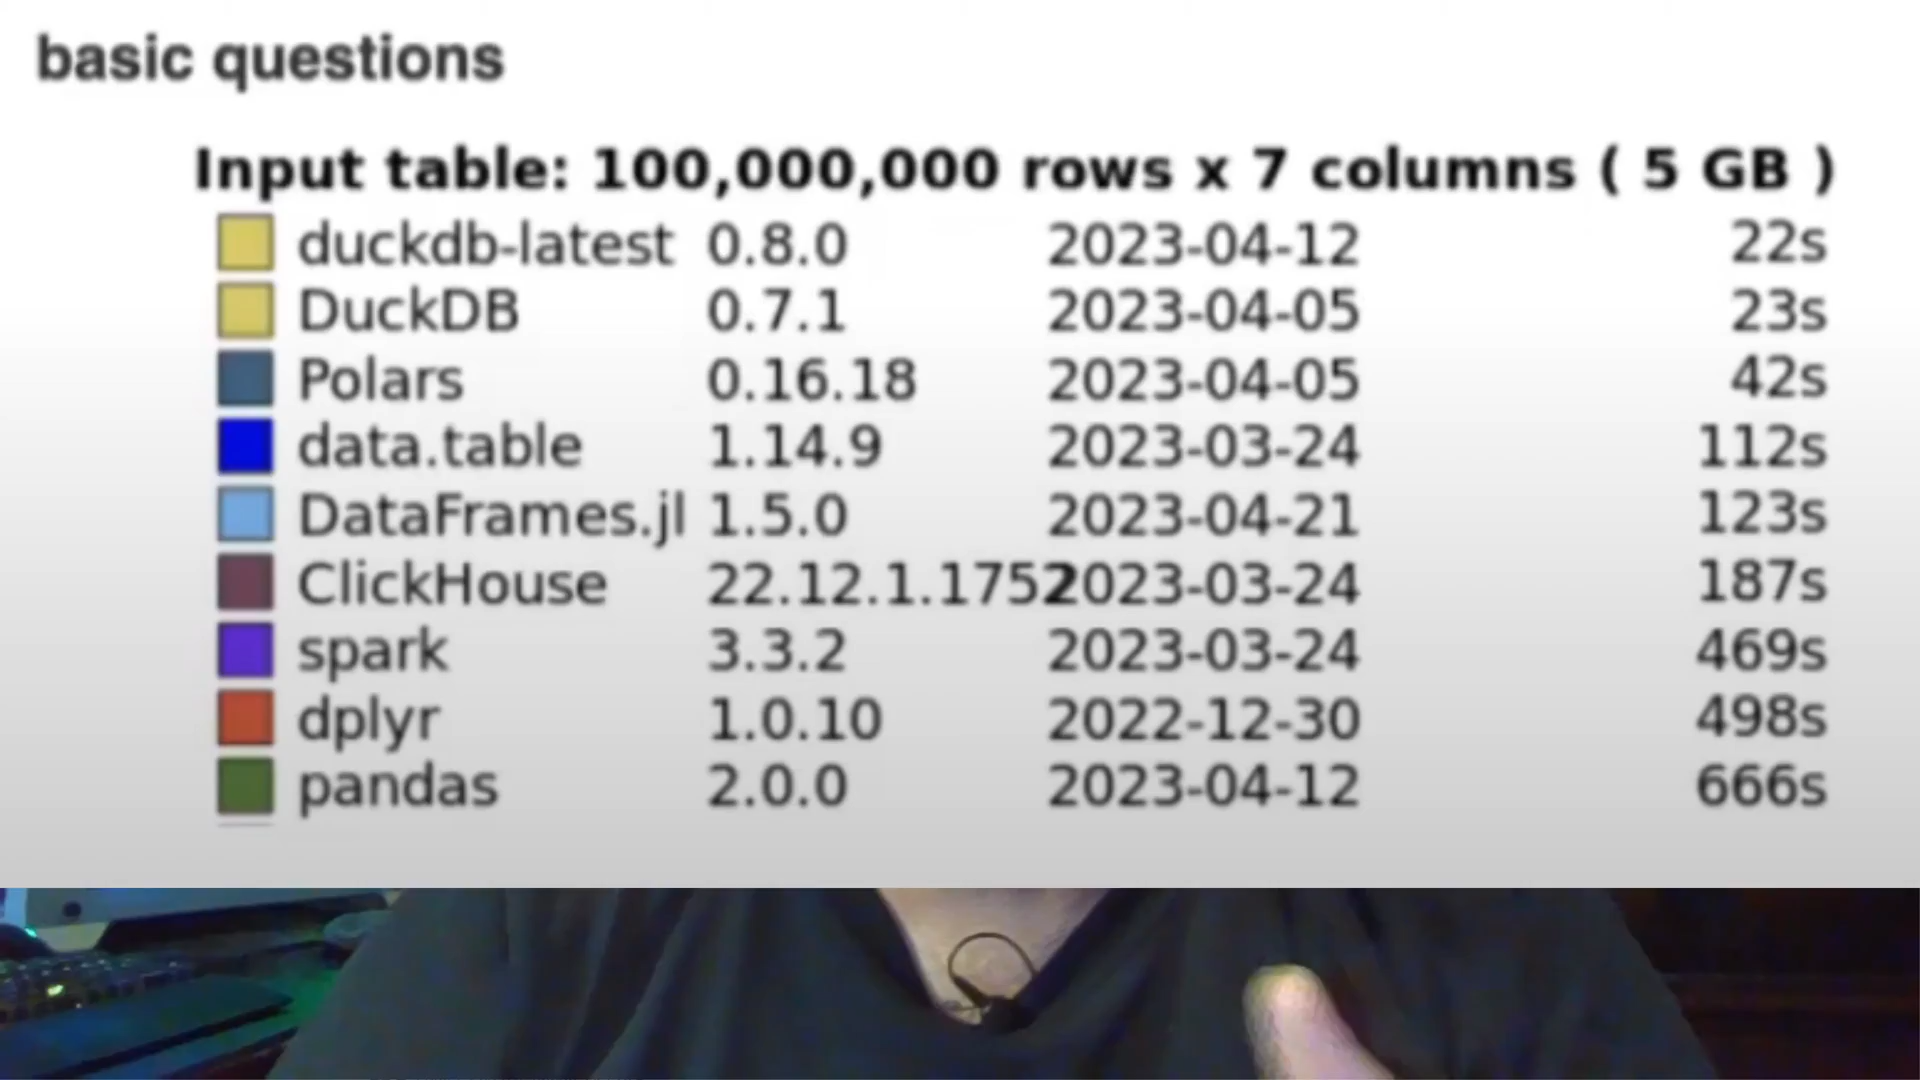 basic questions
Input table: 100,000,000 rows x 7 columns ( 5 GB )
duckdb-latest 0.8.0 2023-04-12 22s
DuckDB 0.7.1 2023-04-05 23s
Polars 0.16.18 2023-04-05 42s
data.table 1.14.9 2023-03-24 112s
DataFrames.jl 1.5.0 2023-04-21 123s
ClickHouse 22.12.1.1752 2023-03-24 187s
spark 3.3.2 2023-03-24 469s
dplyr 1.0.10 2022-12-30 498s
pandas 2.0.0 2023-04-12 666s